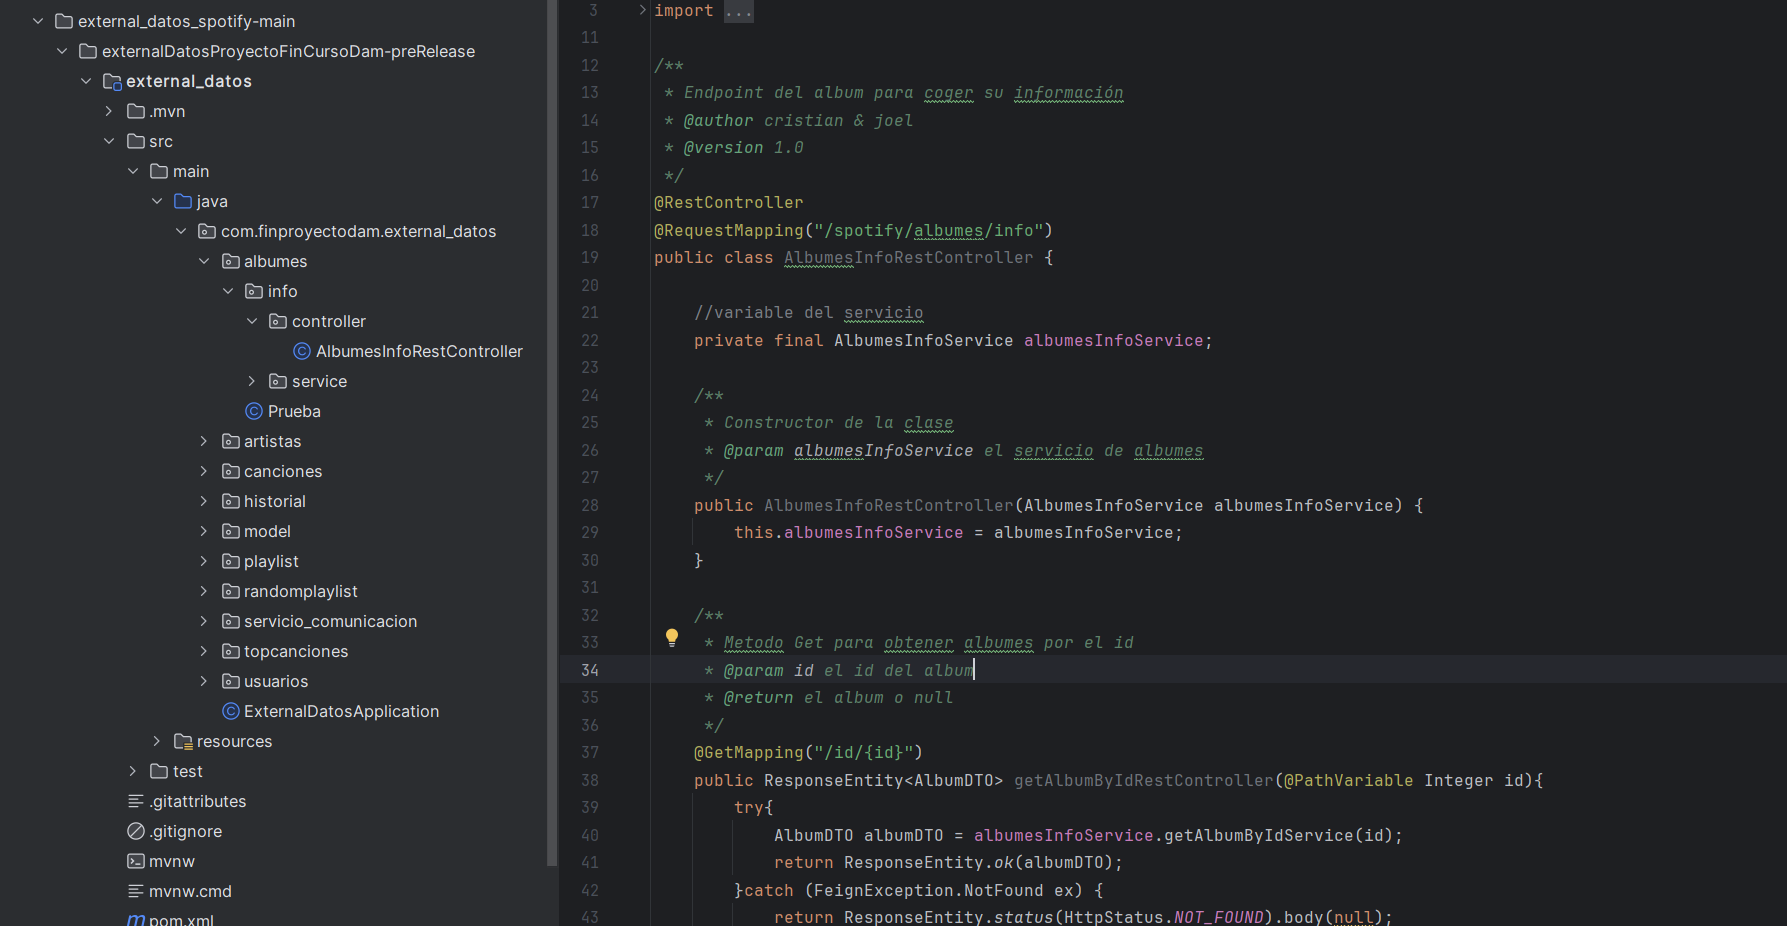 external_datos_spotify-main
externalDatosProyectoFinCursoDam-preRelease
external_datos
.mvn
src
main
java
com.finproyectodam.external_datos
albumes
info
controller
AlbumesInfoRestController
service
Prueba
artistas
canciones
historial
model
playlist
randomplaylist
servicio_comunicacion
topcanciones
usuarios
ExternalDatosApplication
resources
test
.gitattributes
.gitignore
mvnw
mvnw.cmd
pom.xml
3 import ...
11
12 /**
13  * Endpoint del album para coger su información
14  * @author cristian & joel
15  * @version 1.0
16  */
17 @RestController
18 @RequestMapping("/spotify/albumes/info")
19 public class AlbumesInfoRestController {
20
21     //variable del servicio
22     private final AlbumesInfoService albumesInfoService;
23
24     /**
25      * Constructor de la clase
26      * @param albumesInfoService el servicio de albumes
27      */
28     public AlbumesInfoRestController(AlbumesInfoService albumesInfoService) {
29         this.albumesInfoService = albumesInfoService;
30     }
31
32     /**
33      * Metodo Get para obtener albumes por el id
34      * @param id el id del album
35      * @return el album o null
36      */
37     @GetMapping("/id/{id}")
38     public ResponseEntity<AlbumDTO> getAlbumByIdRestController(@PathVariable Integer id){
39         try{
40             AlbumDTO albumDTO = albumesInfoService.getAlbumByIdService(id);
41             return ResponseEntity.ok(albumDTO);
42         }catch (FeignException.NotFound ex) {
43             return ResponseEntity.status(HttpStatus.NOT_FOUND).body(null);